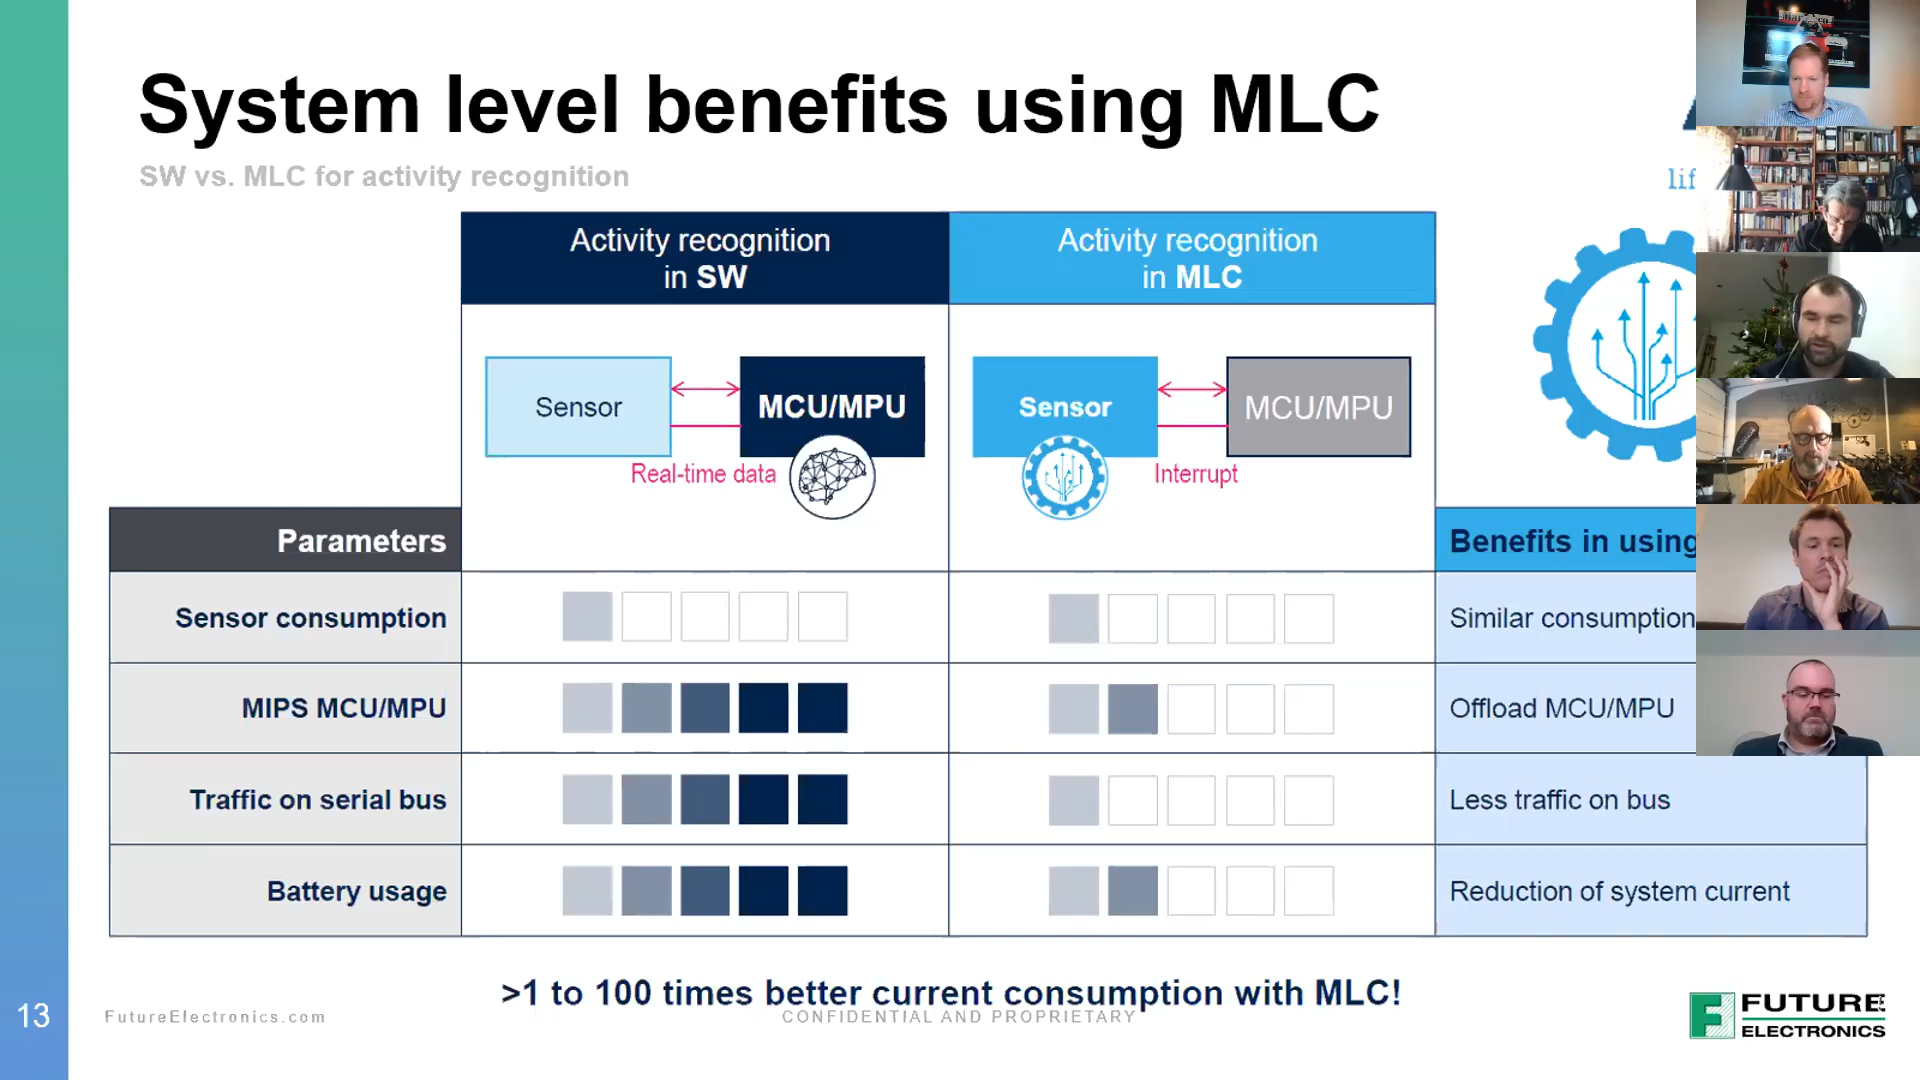 System level benefits using MLC
SW vs. MLC for activity recognition
lif
Activity recognition
in SW
Activity recognition
in MLC
Sensor
MCU/MPU
Real-time data
Sensor
MCU/MPU
Interrupt
Parameters
Benefits in using
Sensor consumption
Similar consumption
MIPS MCU/MPU
Offload MCU/MPU
Traffic on serial bus
Less traffic on bus
Battery usage
Reduction of system current
>1 to 100 times better current consumption with MLC!
13
FutureElectronics.com
CONFIDENTIAL AND PROPRIETARY
FUTURE
ELECTRONICS